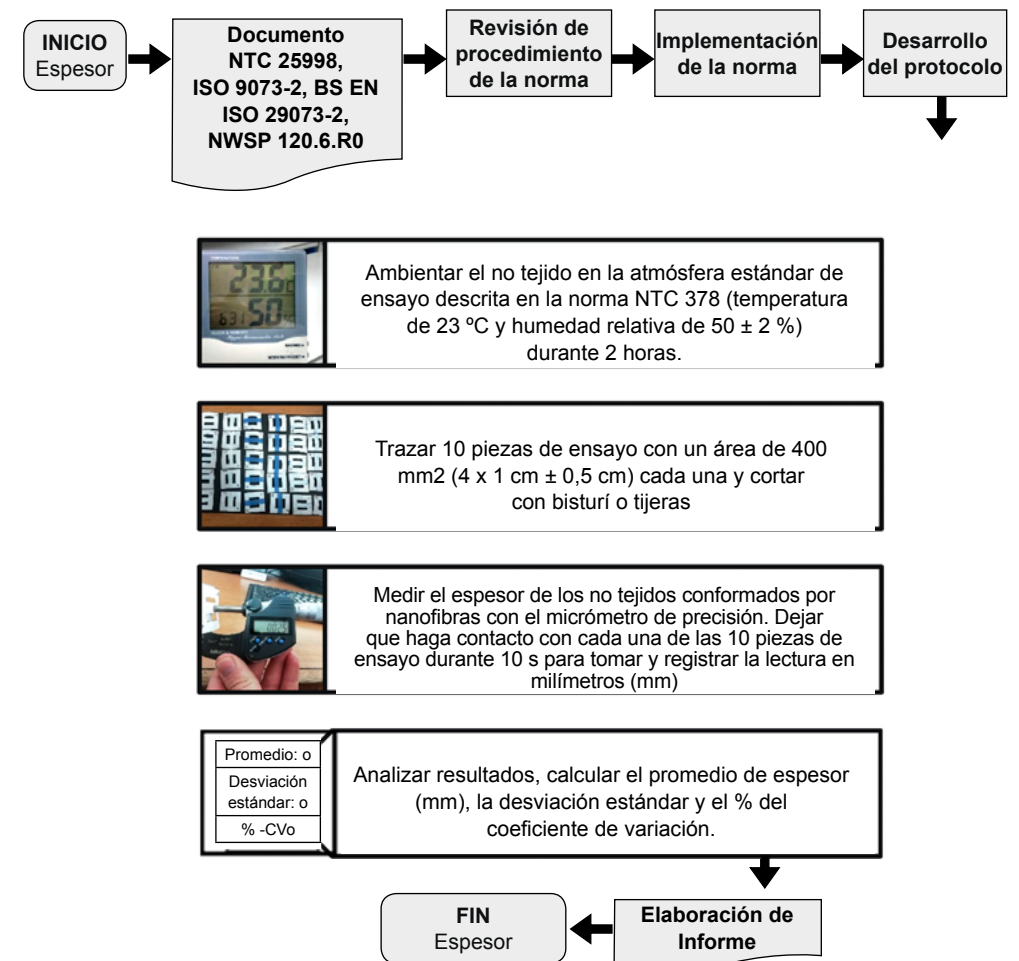 INICIO
Espesor
Documento
NTC 25998,
ISO 9073-2, BS EN
ISO 29073-2,
NWSP 120.6.R0
Revisión de
procedimiento
de la norma
Implementación
de la norma
Desarrollo
del protocolo
23.6
50
Ambientar el no tejido en la atmósfera estándar de
ensayo descrita en la norma NTC 378 (temperatura
de 23 ºC y humedad relativa de 50 ± 2 %)
durante 2 horas.
Trazar 10 piezas de ensayo con un área de 400
mm2 (4 x 1 cm ± 0,5 cm) cada una y cortar
con bisturí o tijeras
Medir el espesor de los no tejidos conformados por
nanofibras con el micrómetro de precisión. Dejar
que haga contacto con cada una de las 10 piezas de
ensayo durante 10 s para tomar y registrar la lectura en
milímetros (mm)
Promedio: o
Desviación
estándar: o
% -CVo
Analizar resultados, calcular el promedio de espesor
(mm), la desviación estándar y el % del
coeficiente de variación.
Elaboración de
Informe
FIN
Espesor